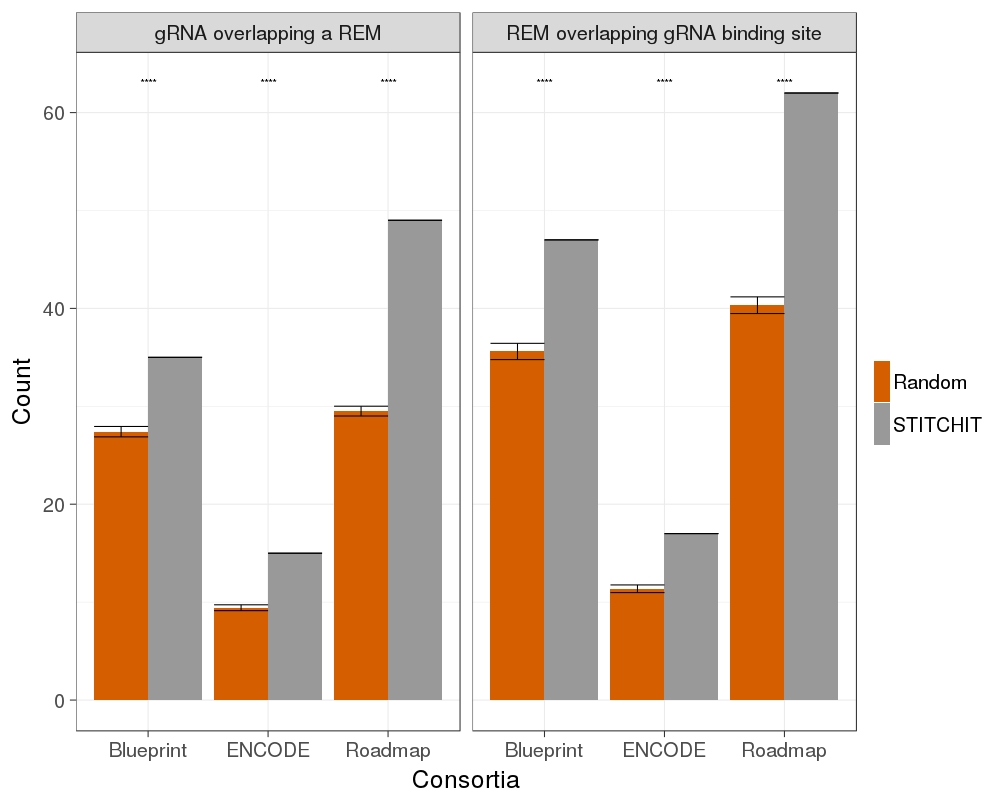 gRNA overlapping a REM
REM overlapping gRNA binding site
**** **** ****
**** **** ****
60
40
20
0
Count
Blueprint ENCODE Roadmap
Blueprint ENCODE Roadmap
Consortia
Random
STITCHIT